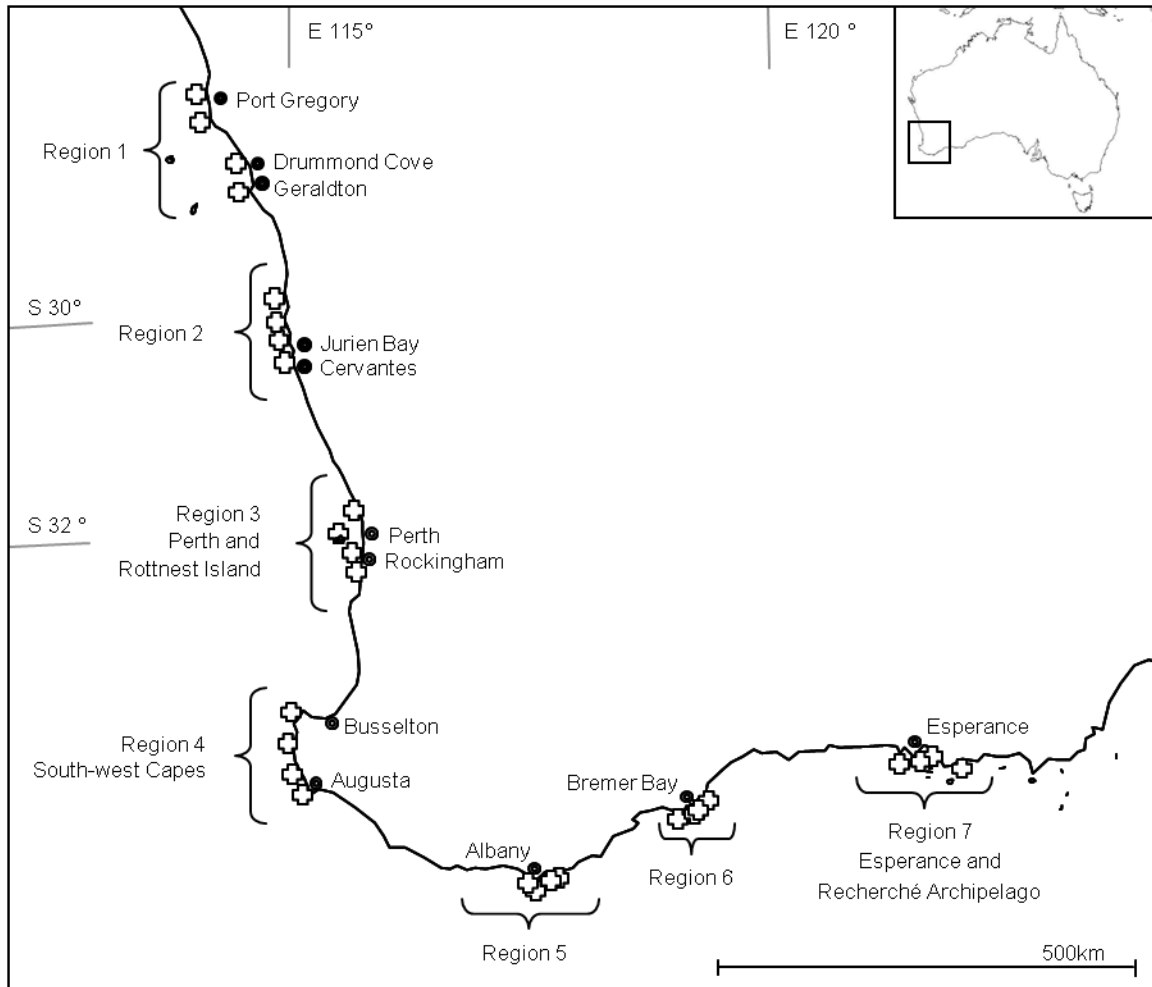 E 115°
E 120 °
Port Gregory
Region 1
Drummond Cove
Geraldton
S 30°
Region 2
Jurien Bay
Cervantes
Region 3
Perth and
Rottnest Island
S 32 °
Perth
Rockingham
Region 4
South-west Capes
Busselton
Augusta
Esperance
Bremer Bay
Albany
Region 7
Esperance and
Recherché Archipelago
Region 6
Region 5
500km